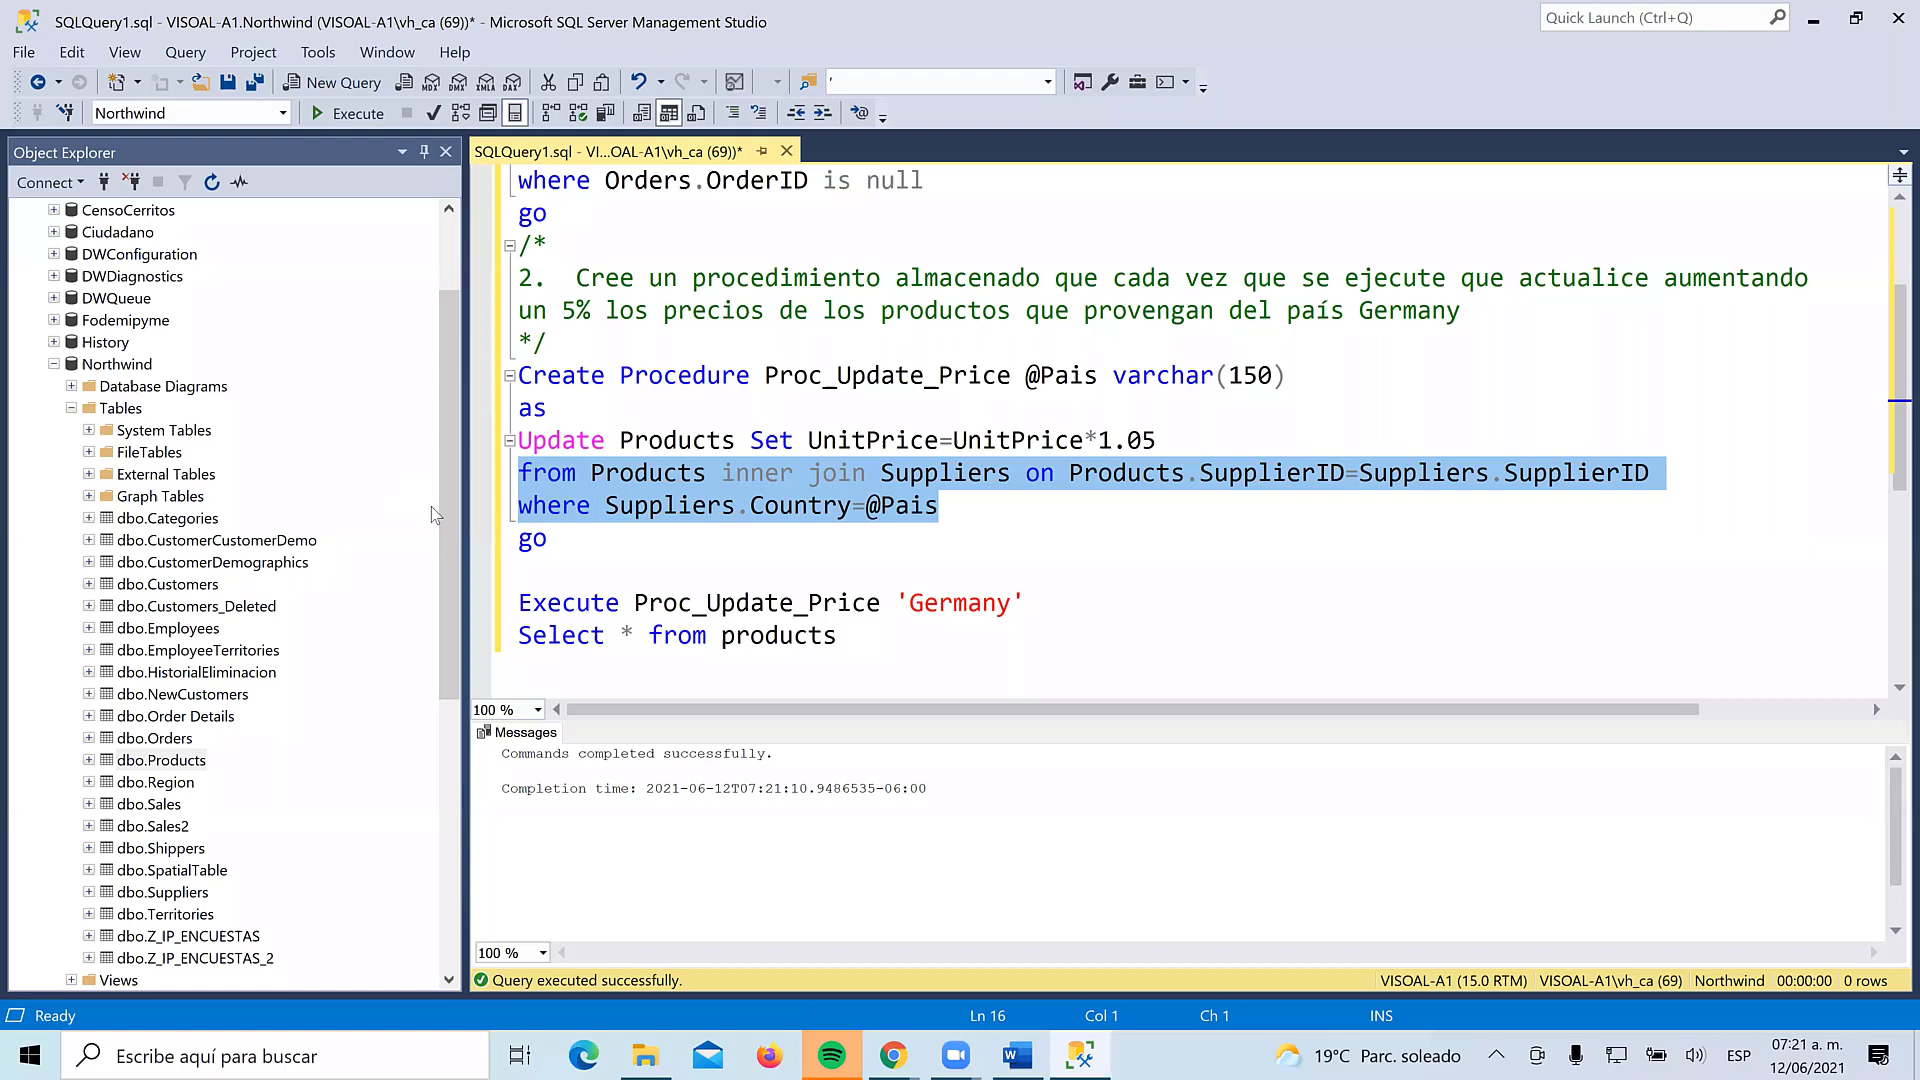 SQLQuery1.sql - VISOAL-A1.Northwind (VISOAL-A1\vh_ca (69))* - Microsoft SQL Server Management Studio
Quick Launch (Ctrl+Q)
File Edit View Query Project Tools Window Help
New Query MDX DMX XMLA DAX '
Northwind Execute
Object Explorer
Connect
CensoCerritos
Ciudadano
DWConfiguration
DWDiagnostics
DWQueue
Fodemipyme
History
Northwind
Database Diagrams
Tables
System Tables
FileTables
External Tables
Graph Tables
dbo.Categories
dbo.CustomerCustomerDemo
dbo.CustomerDemographics
dbo.Customers
dbo.Customers_Deleted
dbo.Employees
dbo.EmployeeTerritories
dbo.HistorialEliminacion
dbo.NewCustomers
dbo.Order Details
dbo.Orders
dbo.Products
dbo.Region
dbo.Sales
dbo.Sales2
dbo.Shippers
dbo.SpatialTable
dbo.Suppliers
dbo.Territories
dbo.Z_IP_ENCUESTAS
dbo.Z_IP_ENCUESTAS_2
Views
SQLQuery1.sql - VI...OAL-A1\vh_ca (69))*
where Orders.OrderID is null
go
/*
2. Cree un procedimiento almacenado que cada vez que se ejecute que actualice aumentando
un 5% los precios de los productos que provengan del país Germany
*/
Create Procedure Proc_Update_Price @Pais varchar(150)
as
Update Products Set UnitPrice=UnitPrice*1.05
from Products inner join Suppliers on Products.SupplierID=Suppliers.SupplierID
where Suppliers.Country=@Pais
go
Execute Proc_Update_Price 'Germany'
Select * from products
100 %
Messages
Commands completed successfully.
Completion time: 2021-06-12T07:21:10.9486535-06:00
100 %
Query executed successfully. VISOAL-A1 (15.0 RTM) VISOAL-A1\vh_ca (69) Northwind 00:00:00 0 rows
Ready Ln 16 Col 1 Ch 1 INS
Escribe aquí para buscar
19°C Parc. soleado
ESP
07:21 a. m.
12/06/2021